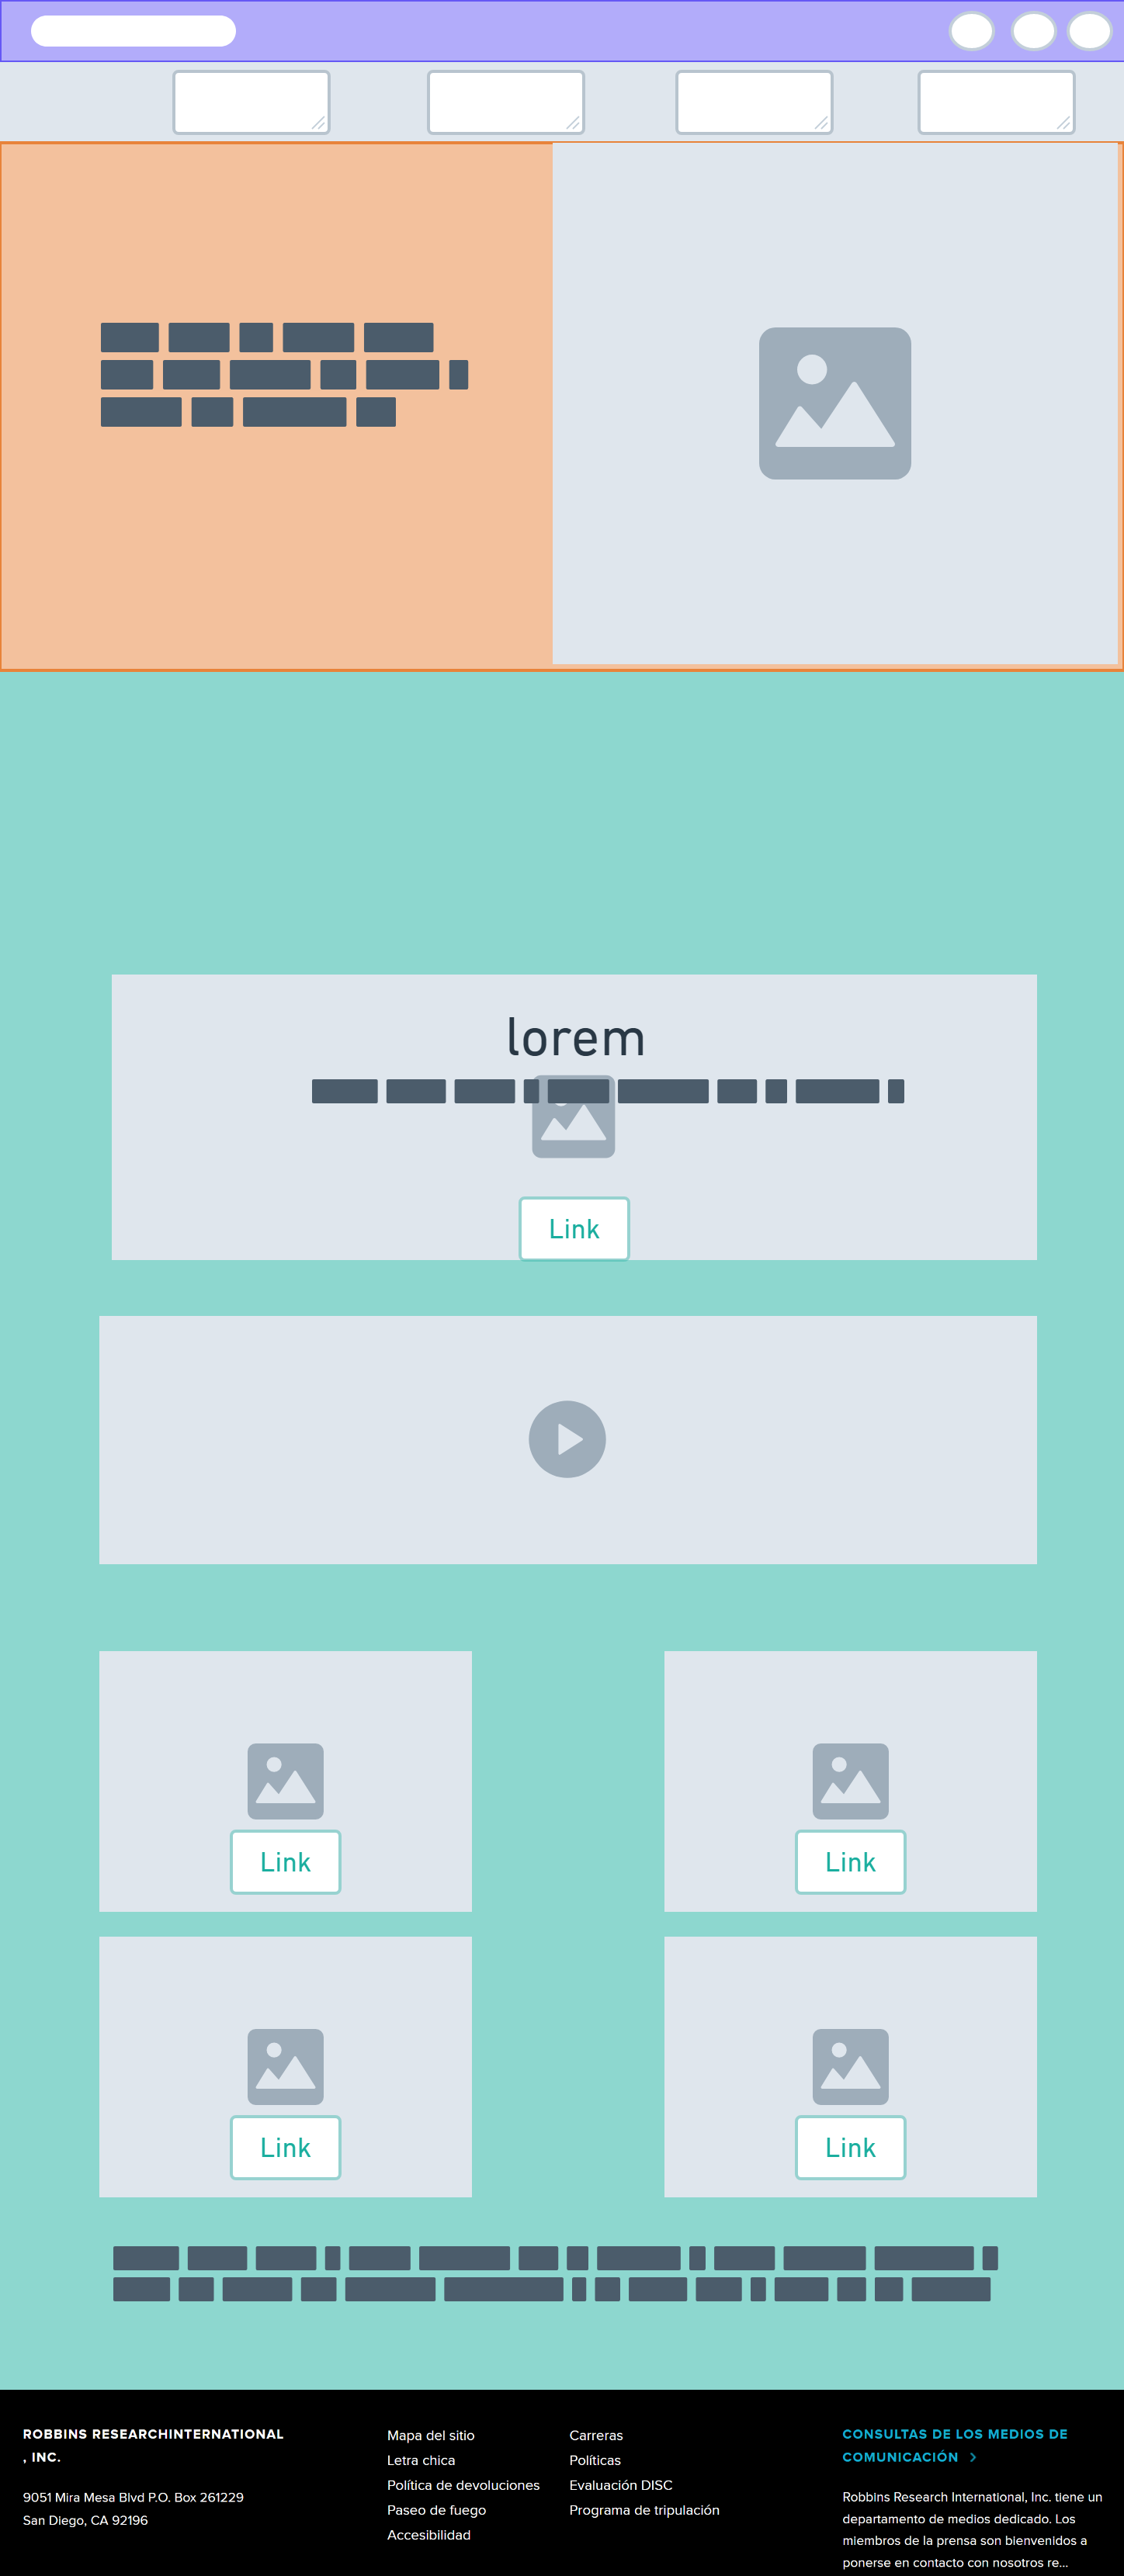 lorem
Link
Link
Link
Link
Link
ROBBINS RESEARCHINTERNATIONAL
, INC.
9051 Mira Mesa Blvd P.O. Box 261229
San Diego, CA 92196
Mapa del sitio
Letra chica
Política de devoluciones
Paseo de fuego
Accesibilidad
Carreras
Políticas
Evaluación DISC
Programa de tripulación
CONSULTAS DE LOS MEDIOS DE
COMUNICACIÓN >
Robbins Research International, Inc. tiene un
departamento de medios dedicado. Los
miembros de la prensa son bienvenidos a
ponerse en contacto con nosotros re...